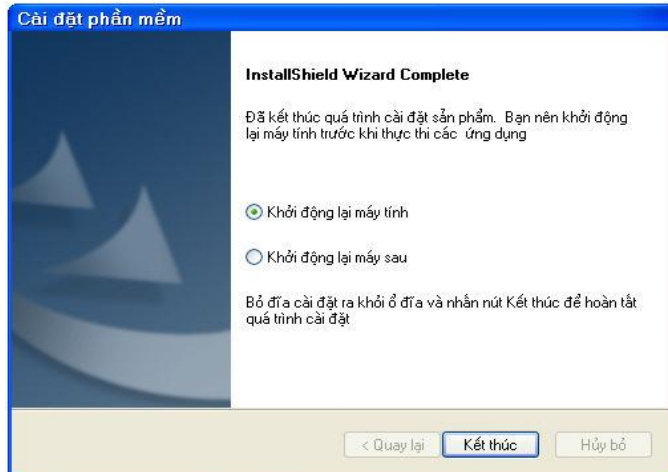 Cài đặt phần mềm
InstallShield Wizard Complete
Đã kết thúc quá trình cài đặt sản phẩm. Bạn nên khởi động
lại máy tính trước khi thực thi các ứng dụng
Khởi động lại máy tính
Khởi động lại máy sau
Bỏ đĩa cài đặt ra khỏi ổ đĩa và nhấn nút Kết thúc để hoàn tất
quá trình cài đặt
< Quay lại Kết thúc Hủy bỏ